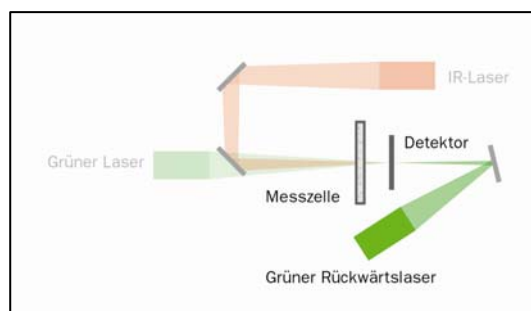 IR-Laser
Detektor
Grüner Laser
Messzelle
Grüner Rückwärtslaser